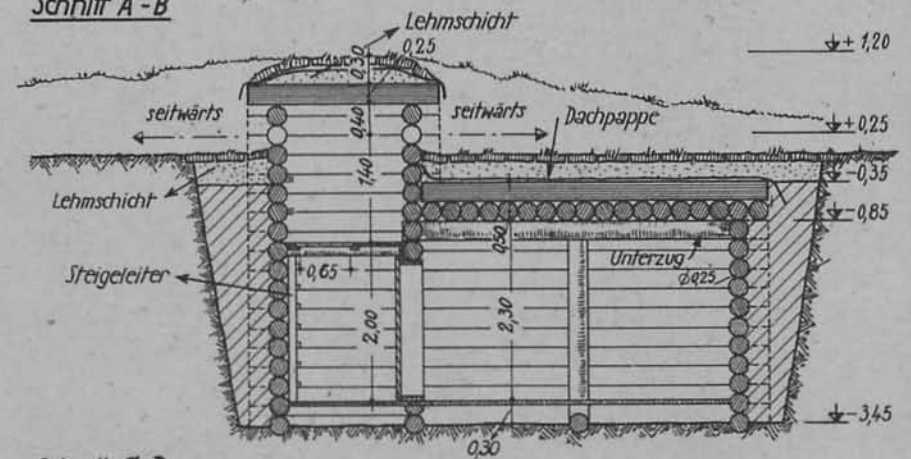 Schnitt A-B
Lehmschicht
0,25
0,30
+ 1,20
seitwärts
0,40
seitwärts
Dachpappe
+ 0,25
1,40
-0,35
Lehmschicht
-0,85
0,50
Unterzug
Ø 0,25
Steigeleiter
0,65
2,00
2,30
-3,45
0,30